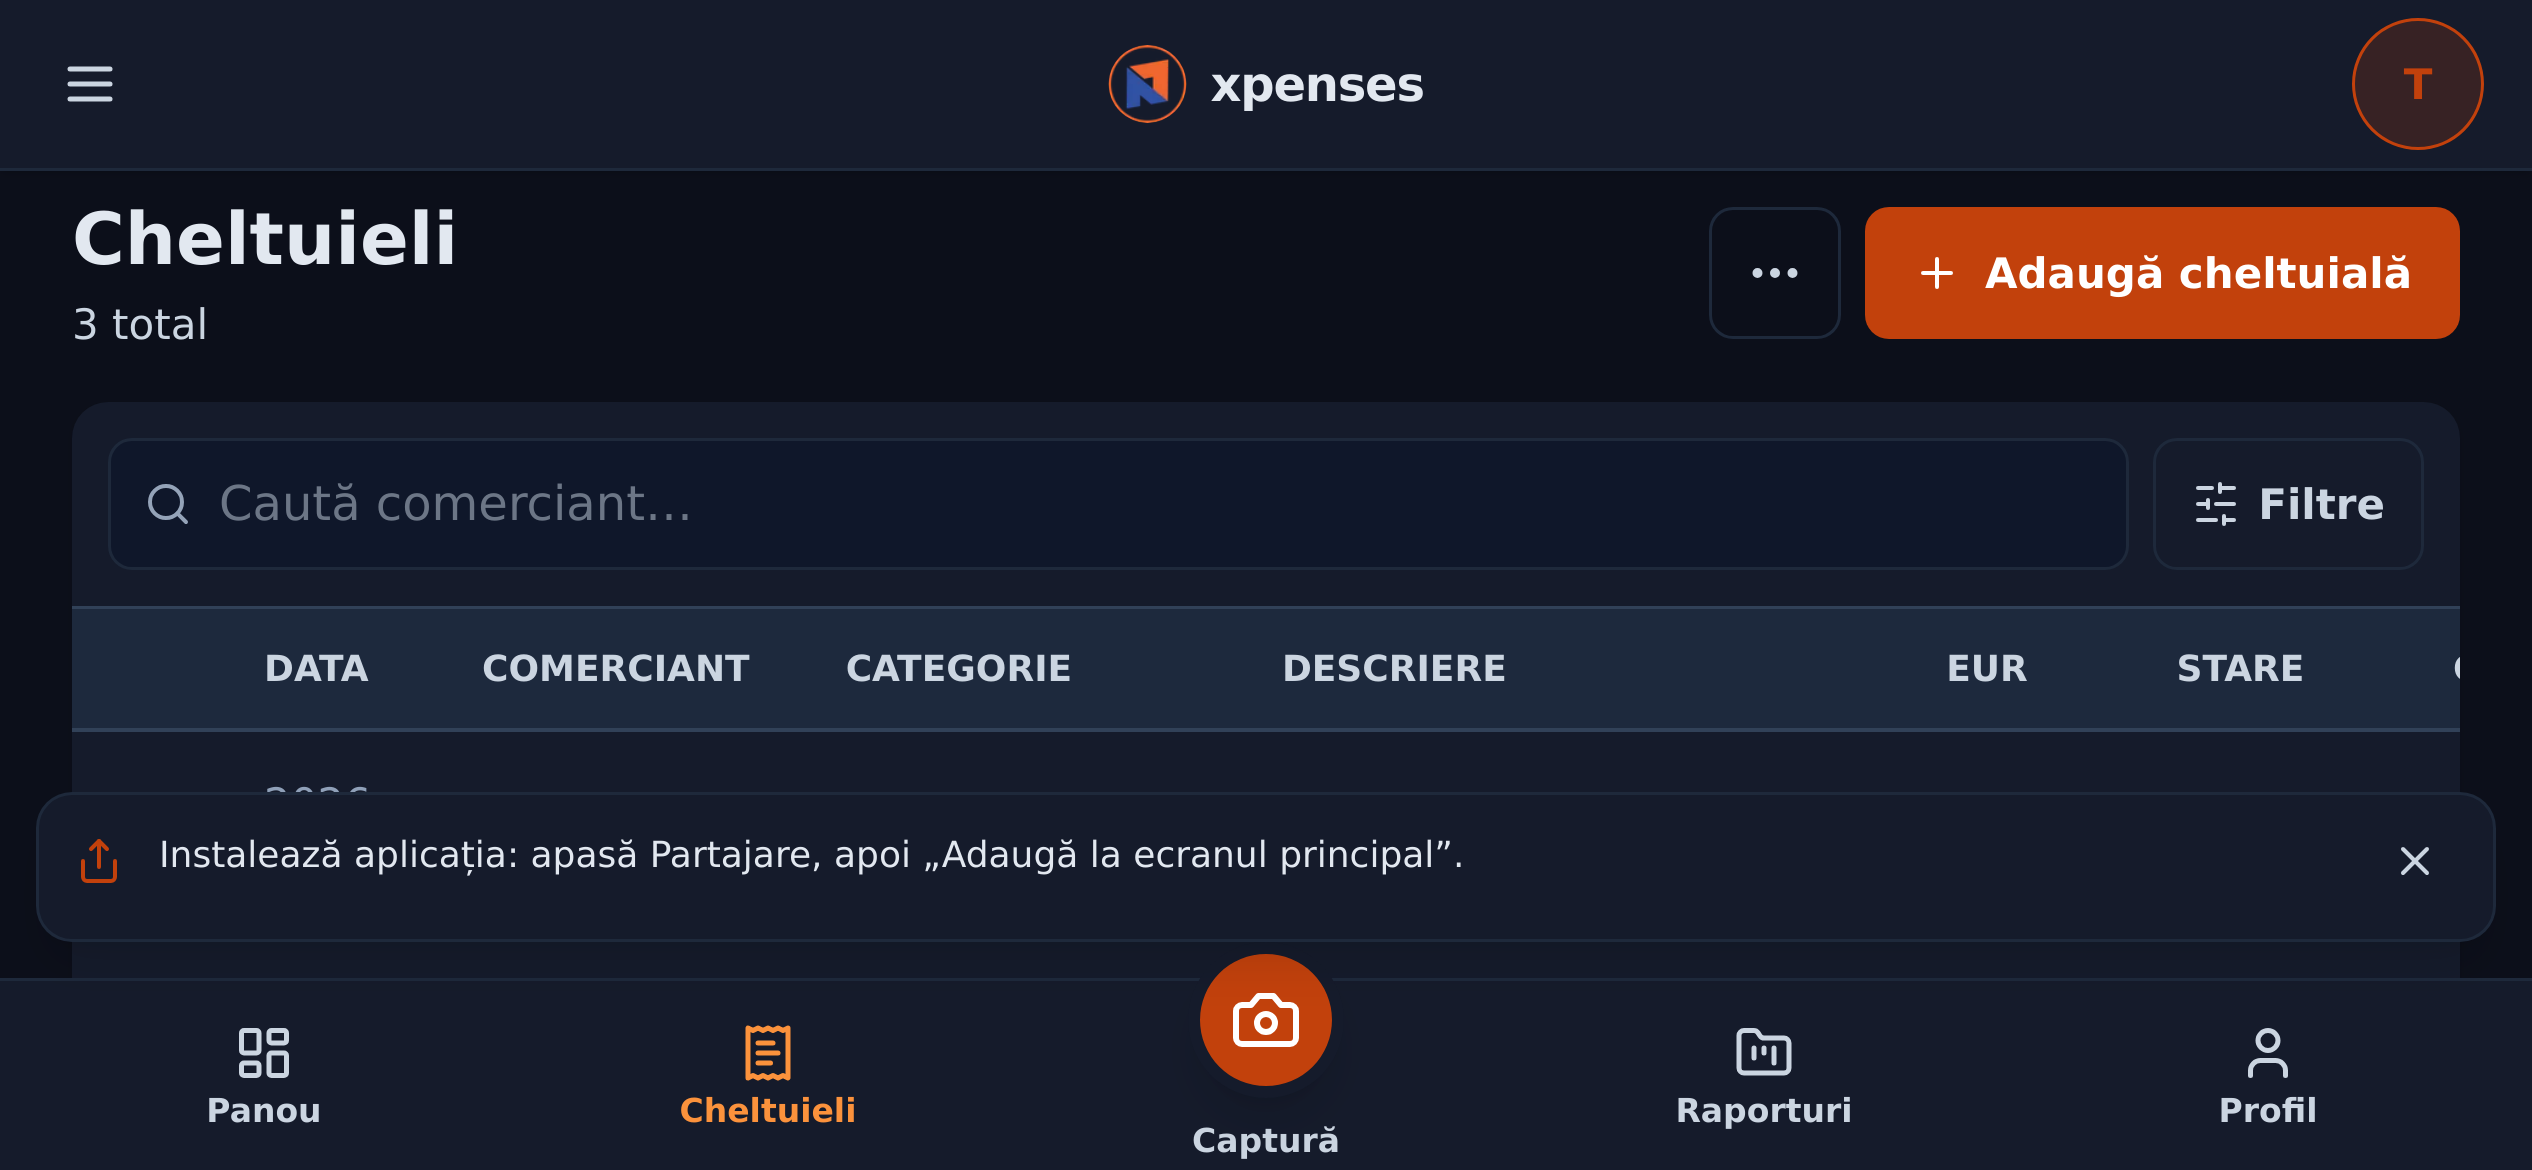 xpenses
T
Cheltuieli
3 total
Adaugă cheltuială
Caută comerciant...
Filtre
DATA COMERCIANT CATEGORIE DESCRIERE EUR STARE
Instalează aplicația: apasă Partajare, apoi „Adaugă la ecranul principal”.
Panou
Cheltuieli
Captură
Raporturi
Profil